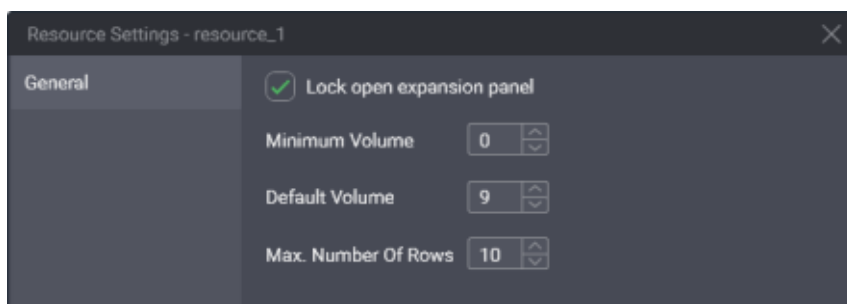 Resource Settings - resource_1
General
Lock open expansion panel
Minimum Volume 0
Default Volume 9
Max. Number Of Rows 10